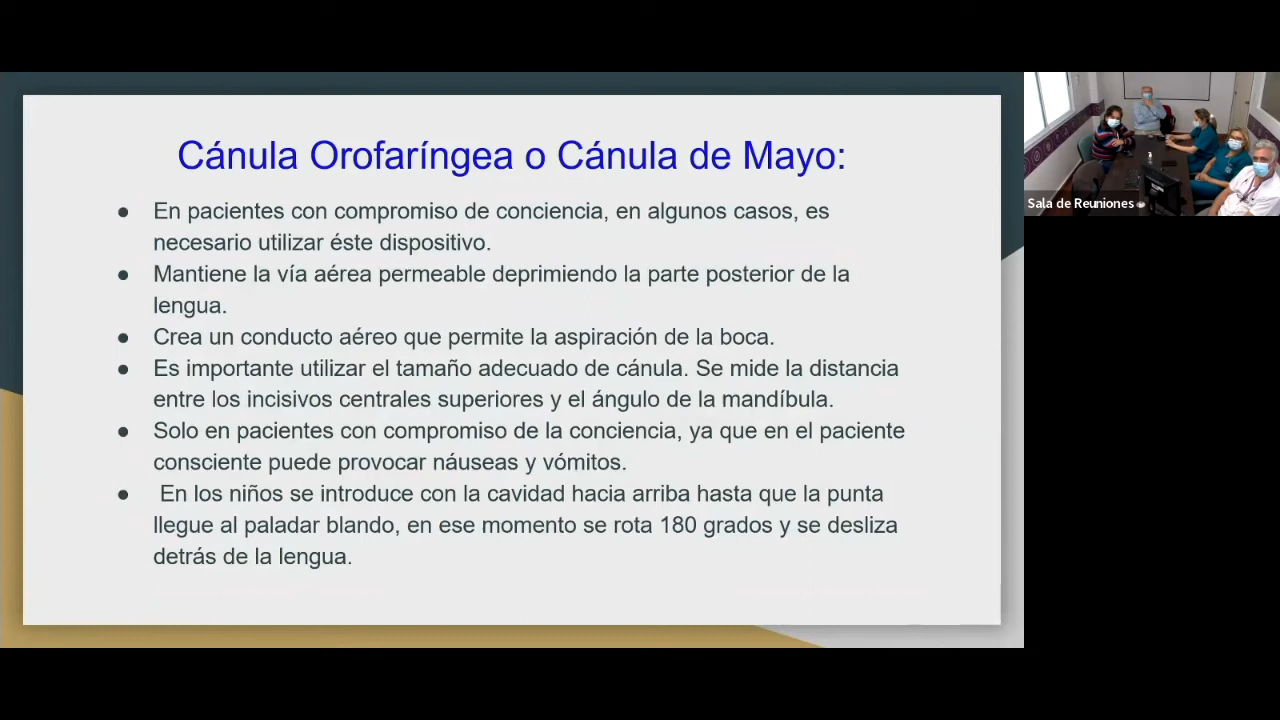 Cánula Orofaríngea o Cánula de Mayo:
● En pacientes con compromiso de conciencia, en algunos casos, es
necesario utilizar éste dispositivo.
● Mantiene la vía aérea permeable deprimiendo la parte posterior de la
lengua.
● Crea un conducto aéreo que permite la aspiración de la boca.
● Es importante utilizar el tamaño adecuado de cánula. Se mide la distancia
entre los incisivos centrales superiores y el ángulo de la mandíbula.
● Solo en pacientes con compromiso de la conciencia, ya que en el paciente
consciente puede provocar náuseas y vómitos.
● En los niños se introduce con la cavidad hacia arriba hasta que la punta
llegue al paladar blando, en ese momento se rota 180 grados y se desliza
detrás de la lengua.
Sala de Reuniones